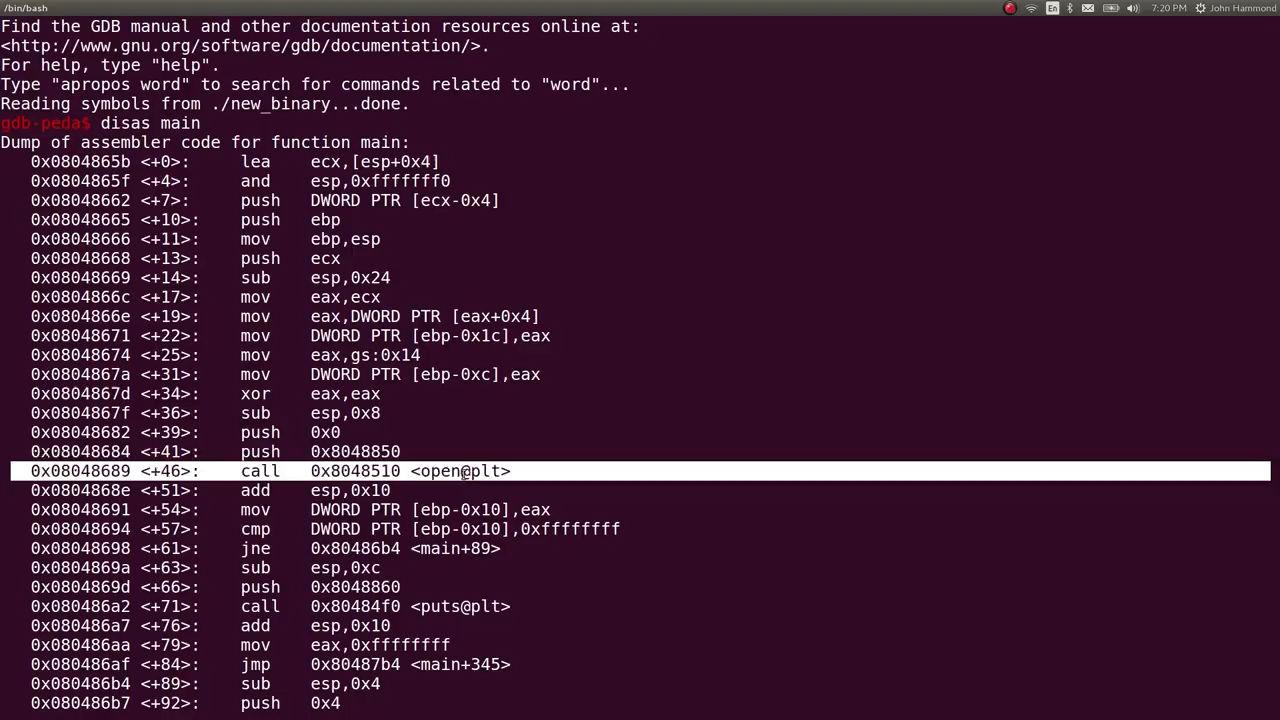 /bin/bash
En
7:20 PM
John Hammond
Find the GDB manual and other documentation resources online at:
<http://www.gnu.org/software/gdb/documentation/>.
For help, type "help".
Type "apropos word" to search for commands related to "word"...
Reading symbols from ./new_binary...done.
gdb-peda$ disas main
Dump of assembler code for function main:
0x0804865b <+0>: lea ecx,[esp+0x4]
0x0804865f <+4>: and esp,0xfffffff0
0x08048662 <+7>: push DWORD PTR [ecx-0x4]
0x08048665 <+10>: push ebp
0x08048666 <+11>: mov ebp,esp
0x08048668 <+13>: push ecx
0x08048669 <+14>: sub esp,0x24
0x0804866c <+17>: mov eax,ecx
0x0804866e <+19>: mov eax,DWORD PTR [eax+0x4]
0x08048671 <+22>: mov DWORD PTR [ebp-0x1c],eax
0x08048674 <+25>: mov eax,gs:0x14
0x0804867a <+31>: mov DWORD PTR [ebp-0xc],eax
0x0804867d <+34>: xor eax,eax
0x0804867f <+36>: sub esp,0x8
0x08048682 <+39>: push 0x0
0x08048684 <+41>: push 0x8048850
0x08048689 <+46>: call 0x8048510 <open@plt>
0x0804868e <+51>: add esp,0x10
0x08048691 <+54>: mov DWORD PTR [ebp-0x10],eax
0x08048694 <+57>: cmp DWORD PTR [ebp-0x10],0xffffffff
0x08048698 <+61>: jne 0x80486b4 <main+89>
0x0804869a <+63>: sub esp,0xc
0x0804869d <+66>: push 0x8048860
0x080486a2 <+71>: call 0x80484f0 <puts@plt>
0x080486a7 <+76>: add esp,0x10
0x080486aa <+79>: mov eax,0xffffffff
0x080486af <+84>: jmp 0x80487b4 <main+345>
0x080486b4 <+89>: sub esp,0x4
0x080486b7 <+92>: push 0x4